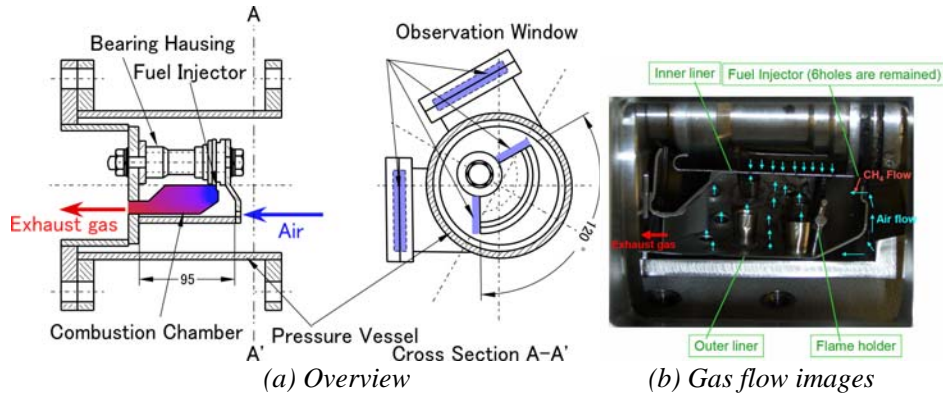 A
Bearing Hausing
Fuel Injector
Exhaust gas
Air
95
Combustion Chamber
A'
Observation Window
120°
Pressure Vessel
Cross Section A-A'
Inner liner
Fuel Injector (6holes are remained)
CH4 Flow
Air flow
Exhaust gas
Outer liner
Flame holder
(a) Overview
(b) Gas flow images